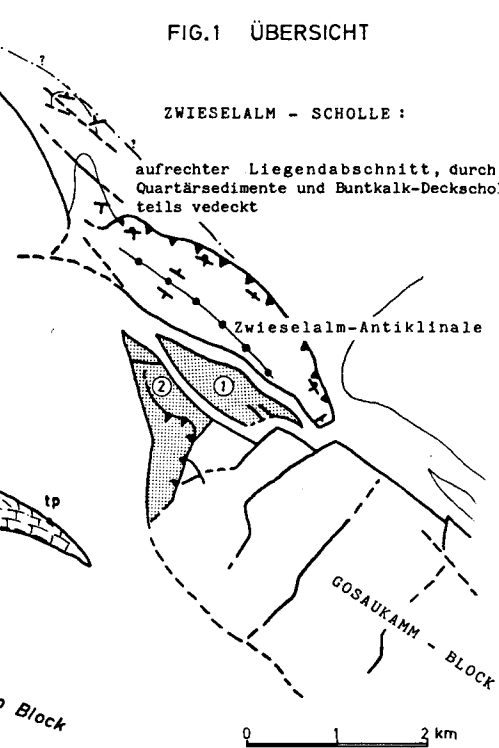 FIG.1 ÜBERSICHT
?
?
ZWIESELALM - SCHOLLE :
aufrechter Liegendabschnitt, durch
Quartärsedimente und Buntkalk-Deckscho
teils vedeckt
Zwieselalm-Antiklinale
1
2
tp
GOSAUKAMM - BLOCK
Block
0 1 2 km